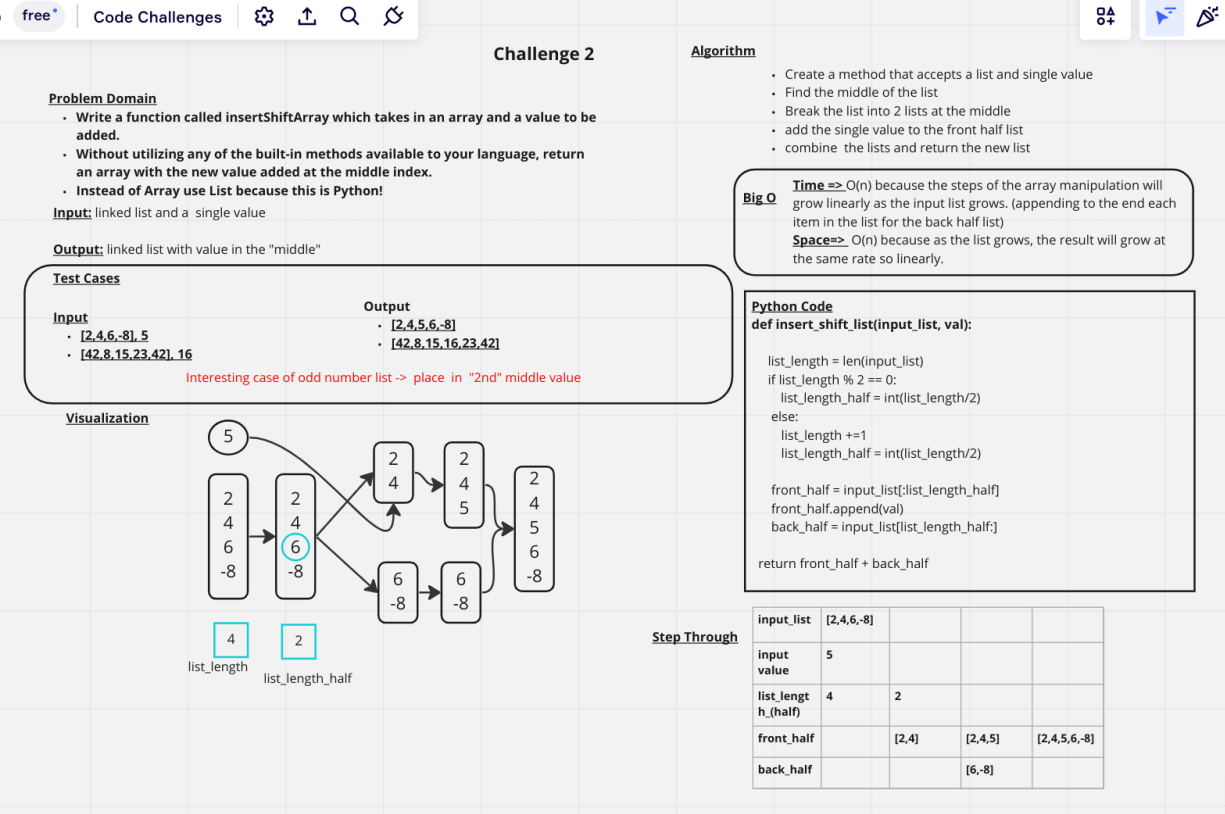 free
Code Challenges
Challenge 2
Problem Domain
Write a function called insertShiftArray which takes in an array and a value to be
added.
Without utilizing any of the built-in methods available to your language, return
an array with the new value added at the middle index.
Instead of Array use List because this is Python!
Input: linked list and a  single value
Output: linked list with value in the "middle"
Test Cases
Input
[2,4,6,-8], 5
[42,8,15,23,42], 16
Output
[2,4,5,6,-8]
[42,8,15,16,23,42]
Interesting case of odd number list ->  place  in  "2nd" middle value
Visualization
5
2
4
6
-8
2
4
6
-8
2
4
2
4
5
6
-8
6
-8
2
4
5
6
-8
4
list_length
2
list_length_half
Algorithm
Create a method that accepts a list and single value
Find the middle of the list
Break the list into 2 lists at the middle
add the single value to the front half list
combine  the lists and return the new list
Big O
Time => O(n) because the steps of the array manipulation will
grow linearly as the input list grows. (appending to the end each
item in the list for the back half list)
Space=>  O(n) because as the list grows, the result will grow at
the same rate so linearly.
Python Code
def insert_shift_list(input_list, val):
list_length = len(input_list)
if list_length % 2 == 0:
list_length_half = int(list_length/2)
else:
list_length +=1
list_length_half = int(list_length/2)
front_half = input_list[:list_length_half]
front_half.append(val)
back_half = input_list[list_length_half:]
return front_half + back_half
Step Through
input_list [2,4,6,-8]
input
value 5
list_lengt
h_(half) 4 2
front_half [2,4] [2,4,5] [2,4,5,6,-8]
back_half [6,-8]